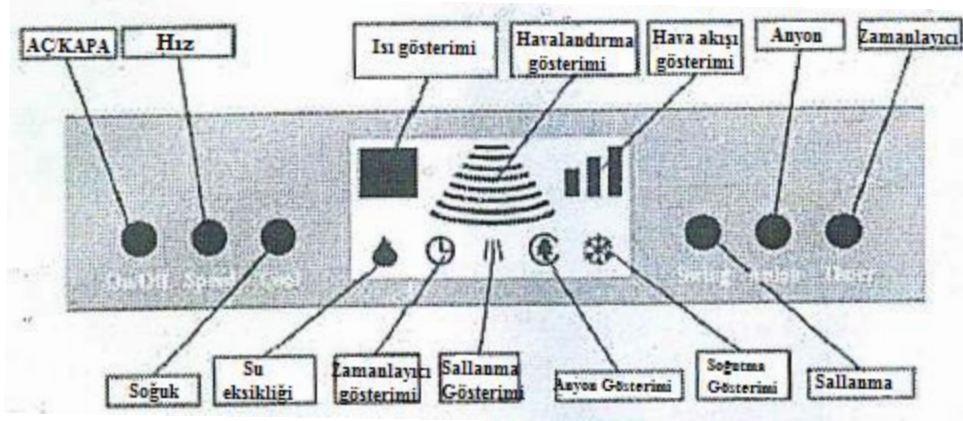 AÇ/KAPA
Hız
Isı gösterimi
Havalandırma
gösterimi
Hava akışı
gösterimi
Anyon
Zamanlayıcı
On/Off Speed Cool
Swing Anion Timer
Soğuk
Su
eksikliği
Zamanlayıcı
gösterimi
Sallanma
Gösterimi
Anyon Gösterimi
Soğutma
Gösterimi
Sallanma